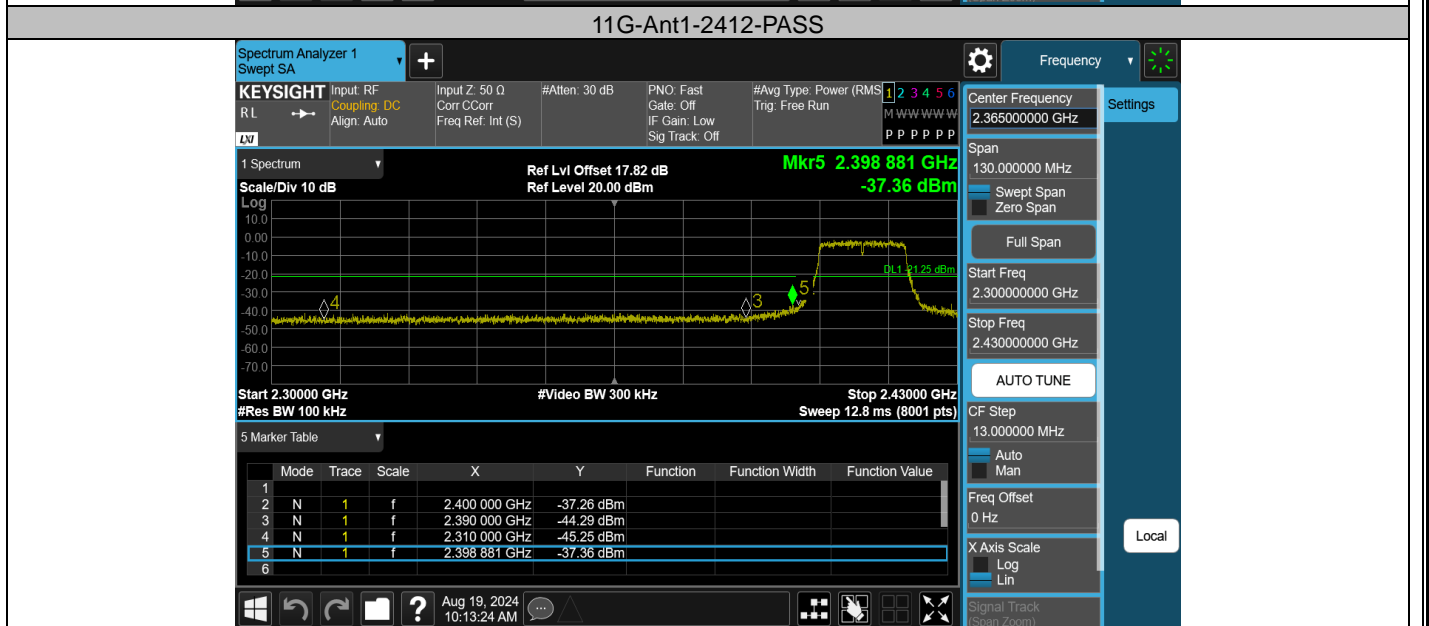 11G-Ant1-2412-PASS
Spectrum Analyzer 1
Swept SA
+
Frequency
KEYSIGHT
RL
LXI
Input: RF
Coupling: DC
Align: Auto
Input Z: 50 Ω
Corr CCorr
Freq Ref: Int (S)
#Atten: 30 dB
PNO: Fast
Gate: Off
IF Gain: Low
Sig Track: Off
#Avg Type: Power (RMS
Trig: Free Run
1 2 3 4 5 6
M W W W W W
P P P P P P
1 Spectrum
Scale/Div 10 dB
Ref Lvl Offset 17.82 dB
Ref Level 20.00 dBm
Mkr5 2.398 881 GHz
-37.36 dBm
Log
10.0
0.00
-10.0
-20.0
-30.0
-40.0
-50.0
-60.0
-70.0
DL1 -21.25 dBm
4
3
5
Start 2.30000 GHz
#Res BW 100 kHz
#Video BW 300 kHz
Stop 2.43000 GHz
Sweep 12.8 ms (8001 pts)
5 Marker Table
Mode Trace Scale X Y Function Function Width Function Value
1
2 N 1 f 2.400 000 GHz -37.26 dBm
3 N 1 f 2.390 000 GHz -44.29 dBm
4 N 1 f 2.310 000 GHz -45.25 dBm
5 N 1 f 2.398 881 GHz -37.36 dBm
6
Aug 19, 2024
10:13:24 AM
?
Center Frequency
2.365000000 GHz
Settings
Span
130.000000 MHz
Swept Span
Zero Span
Full Span
Start Freq
2.300000000 GHz
Stop Freq
2.430000000 GHz
AUTO TUNE
CF Step
13.000000 MHz
Auto
Man
Freq Offset
0 Hz
X Axis Scale
Log
Lin
Local
Signal Track
(Span Zoom)